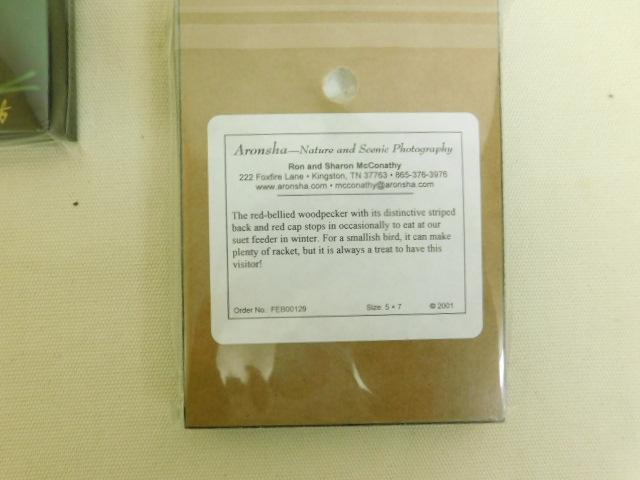 Aronsha—Nature and Scenic Photography
Ron and Sharon McConathy
222 Foxfire Lane • Kingston, TN 37763 • 865-376-3976
www.aronsha.com • mcconathy@aronsha.com
The red-bellied woodpecker with its distinctive striped
back and red cap stops in occasionally to eat at our
suet feeder in winter. For a smallish bird, it can make
plenty of racket, but it is always a treat to have this
visitor!
Order No.: FEB00129 Size: 5 × 7 © 2001